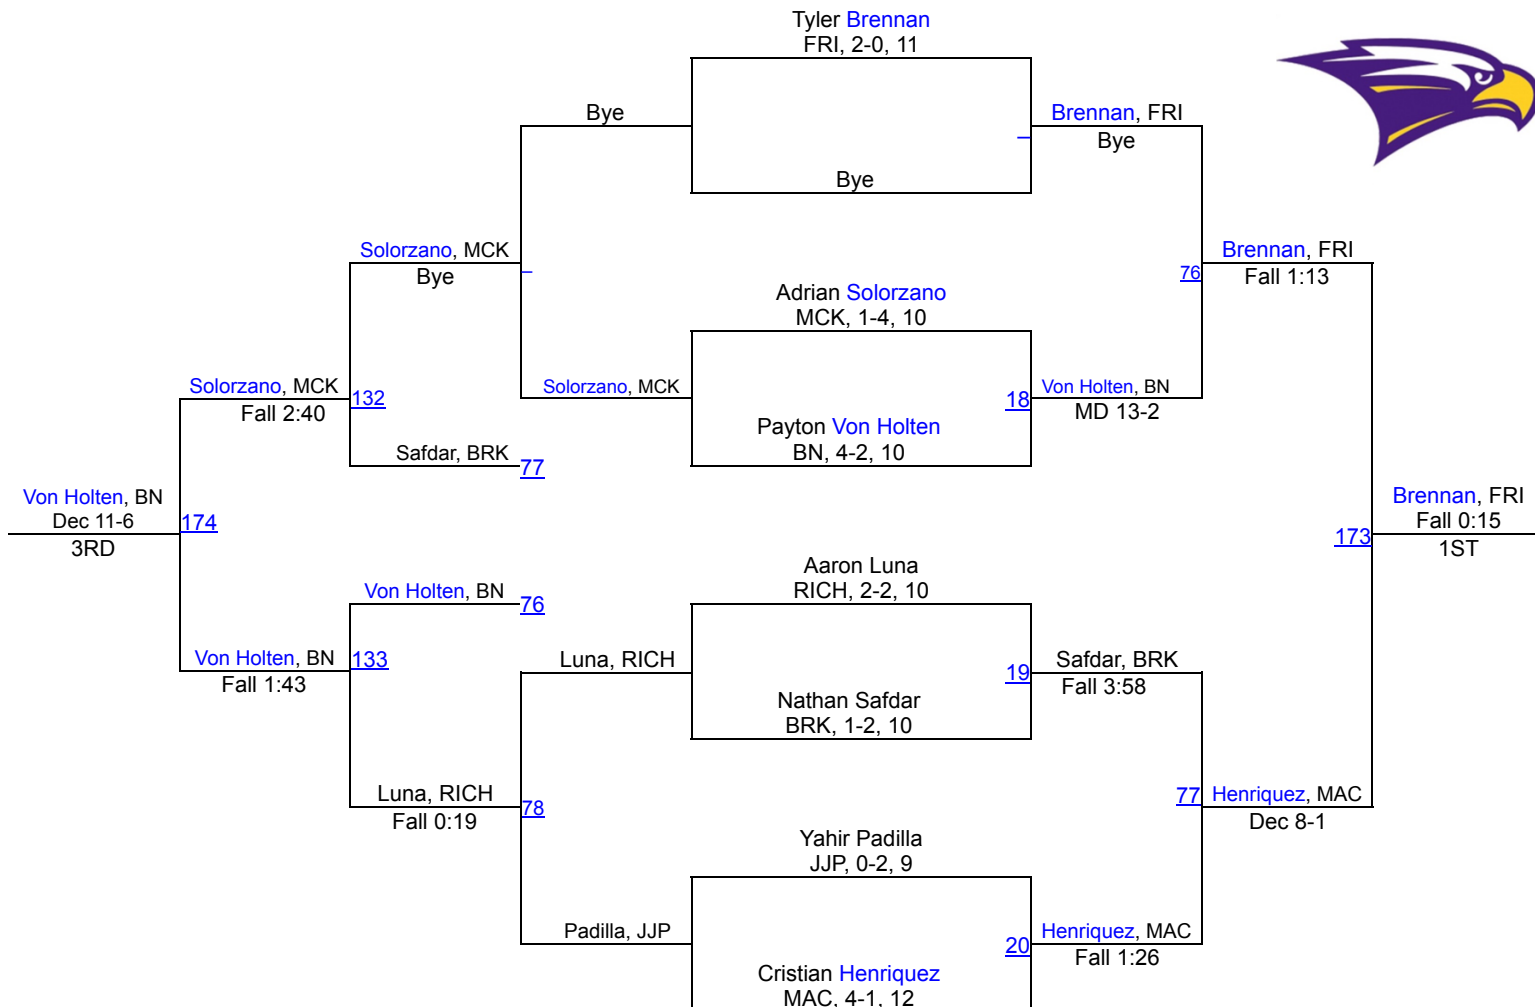 Tyler Brennan
FRI, 2-0, 11
Bye
Brennan, FRI
–
Bye
Bye
Solorzano, MCK
–
Bye
Brennan, FRI
76
Fall 1:13
Adrian Solorzano
MCK, 1-4, 10
Solorzano, MCK
132
Fall 2:40
Solorzano, MCK
18
Von Holten, BN
MD 13-2
Payton Von Holten
BN, 4-2, 10
Safdar, BRK
77
Von Holten, BN
Dec 11-6
174
3RD
Brennan, FRI
Fall 0:15
173
1ST
Aaron Luna
RICH, 2-2, 10
Von Holten, BN
76
Von Holten, BN
133
Fall 1:43
Luna, RICH
19
Safdar, BRK
Fall 3:58
Nathan Safdar
BRK, 1-2, 10
Luna, RICH
78
Fall 0:19
77
Henriquez, MAC
Dec 8-1
Yahir Padilla
JJP, 0-2, 9
Padilla, JJP
20
Henriquez, MAC
Fall 1:26
Cristian Henriquez
MAC, 4-1, 12